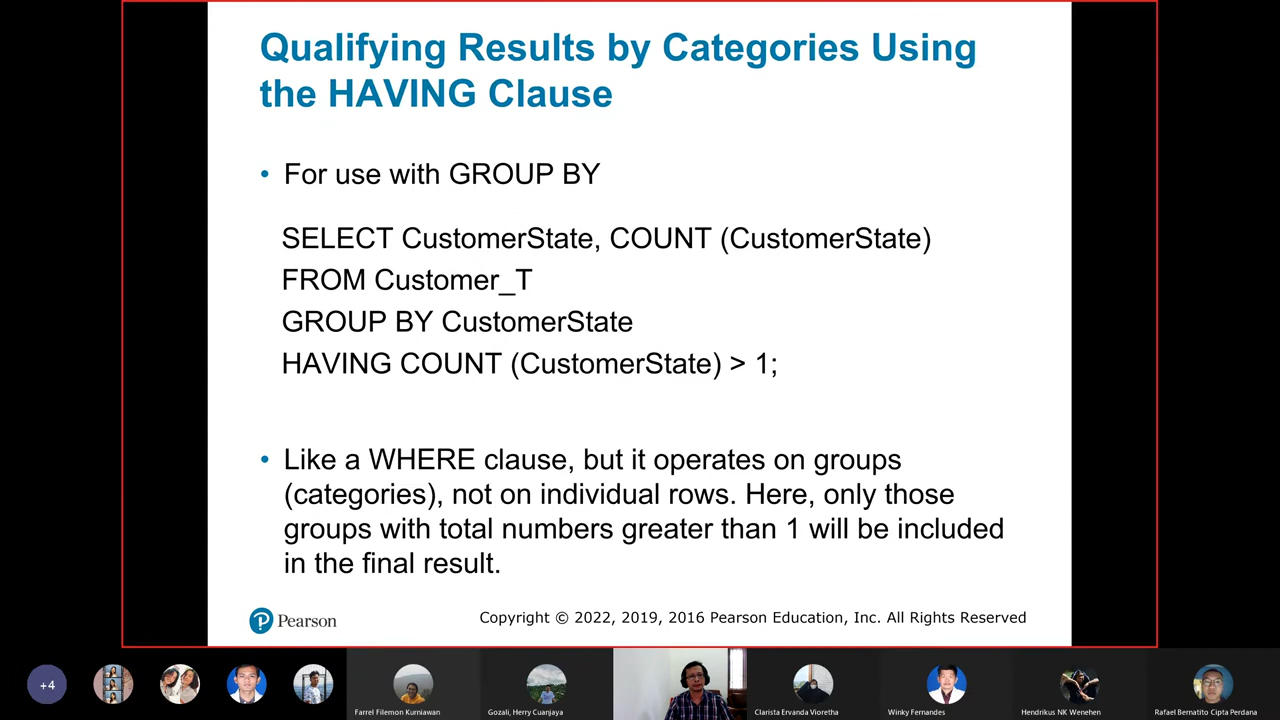 Qualifying Results by Categories Using
the HAVING Clause
• For use with GROUP BY
SELECT CustomerState, COUNT (CustomerState)
FROM Customer_T
GROUP BY CustomerState
HAVING COUNT (CustomerState) > 1;
• Like a WHERE clause, but it operates on groups
(categories), not on individual rows. Here, only those
groups with total numbers greater than 1 will be included
in the final result.
P Pearson
Copyright © 2022, 2019, 2016 Pearson Education, Inc. All Rights Reserved
+4
Farrel Filemon Kurniawan
Gozali, Herry Cuanjaya
Clarista Ervanda Vioretha
Winky Fernandes
Hendrikus NK Wenehen
Rafael Bernatito Cipta Perdana